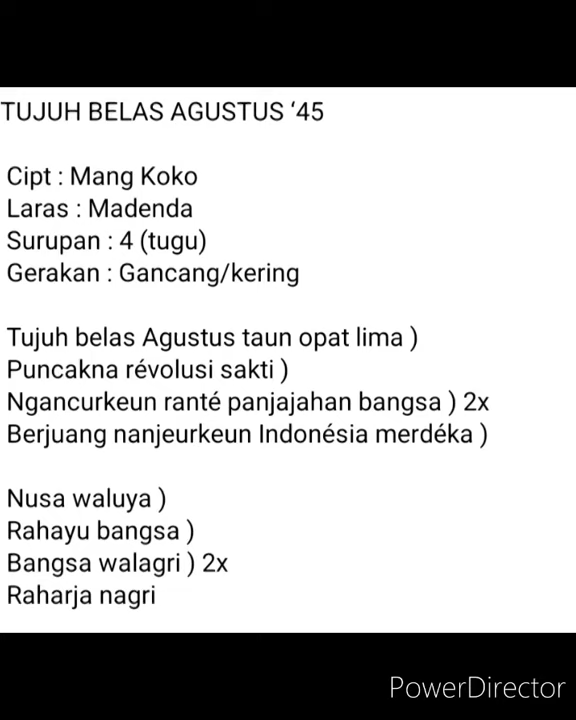 TUJUH BELAS AGUSTUS ‘45
Cipt : Mang Koko
Laras : Madenda
Surupan : 4 (tugu)
Gerakan : Gancang/kering
Tujuh belas Agustus taun opat lima )
Puncakna révolusi sakti )
Ngancurkeun ranté panjajahan bangsa ) 2x
Berjuang nanjeurkeun Indonésia merdéka )
Nusa waluya )
Rahayu bangsa )
Bangsa walagri ) 2x
Raharja nagri
PowerDirector